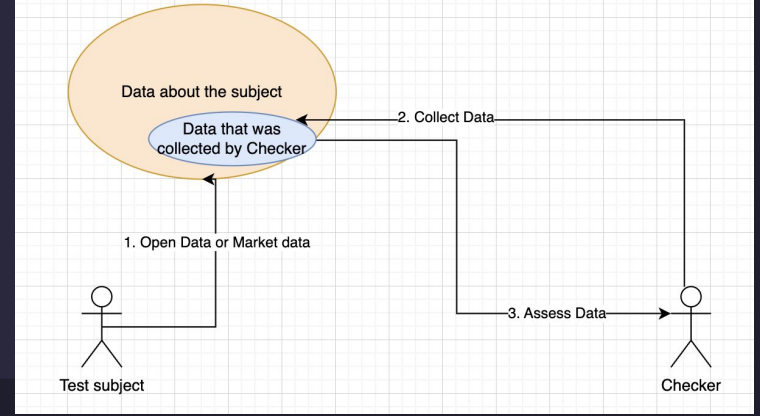 Data about the subject
Data that was
collected by Checker
2. Collect Data
1. Open Data or Market data
3. Assess Data
Test subject
Checker